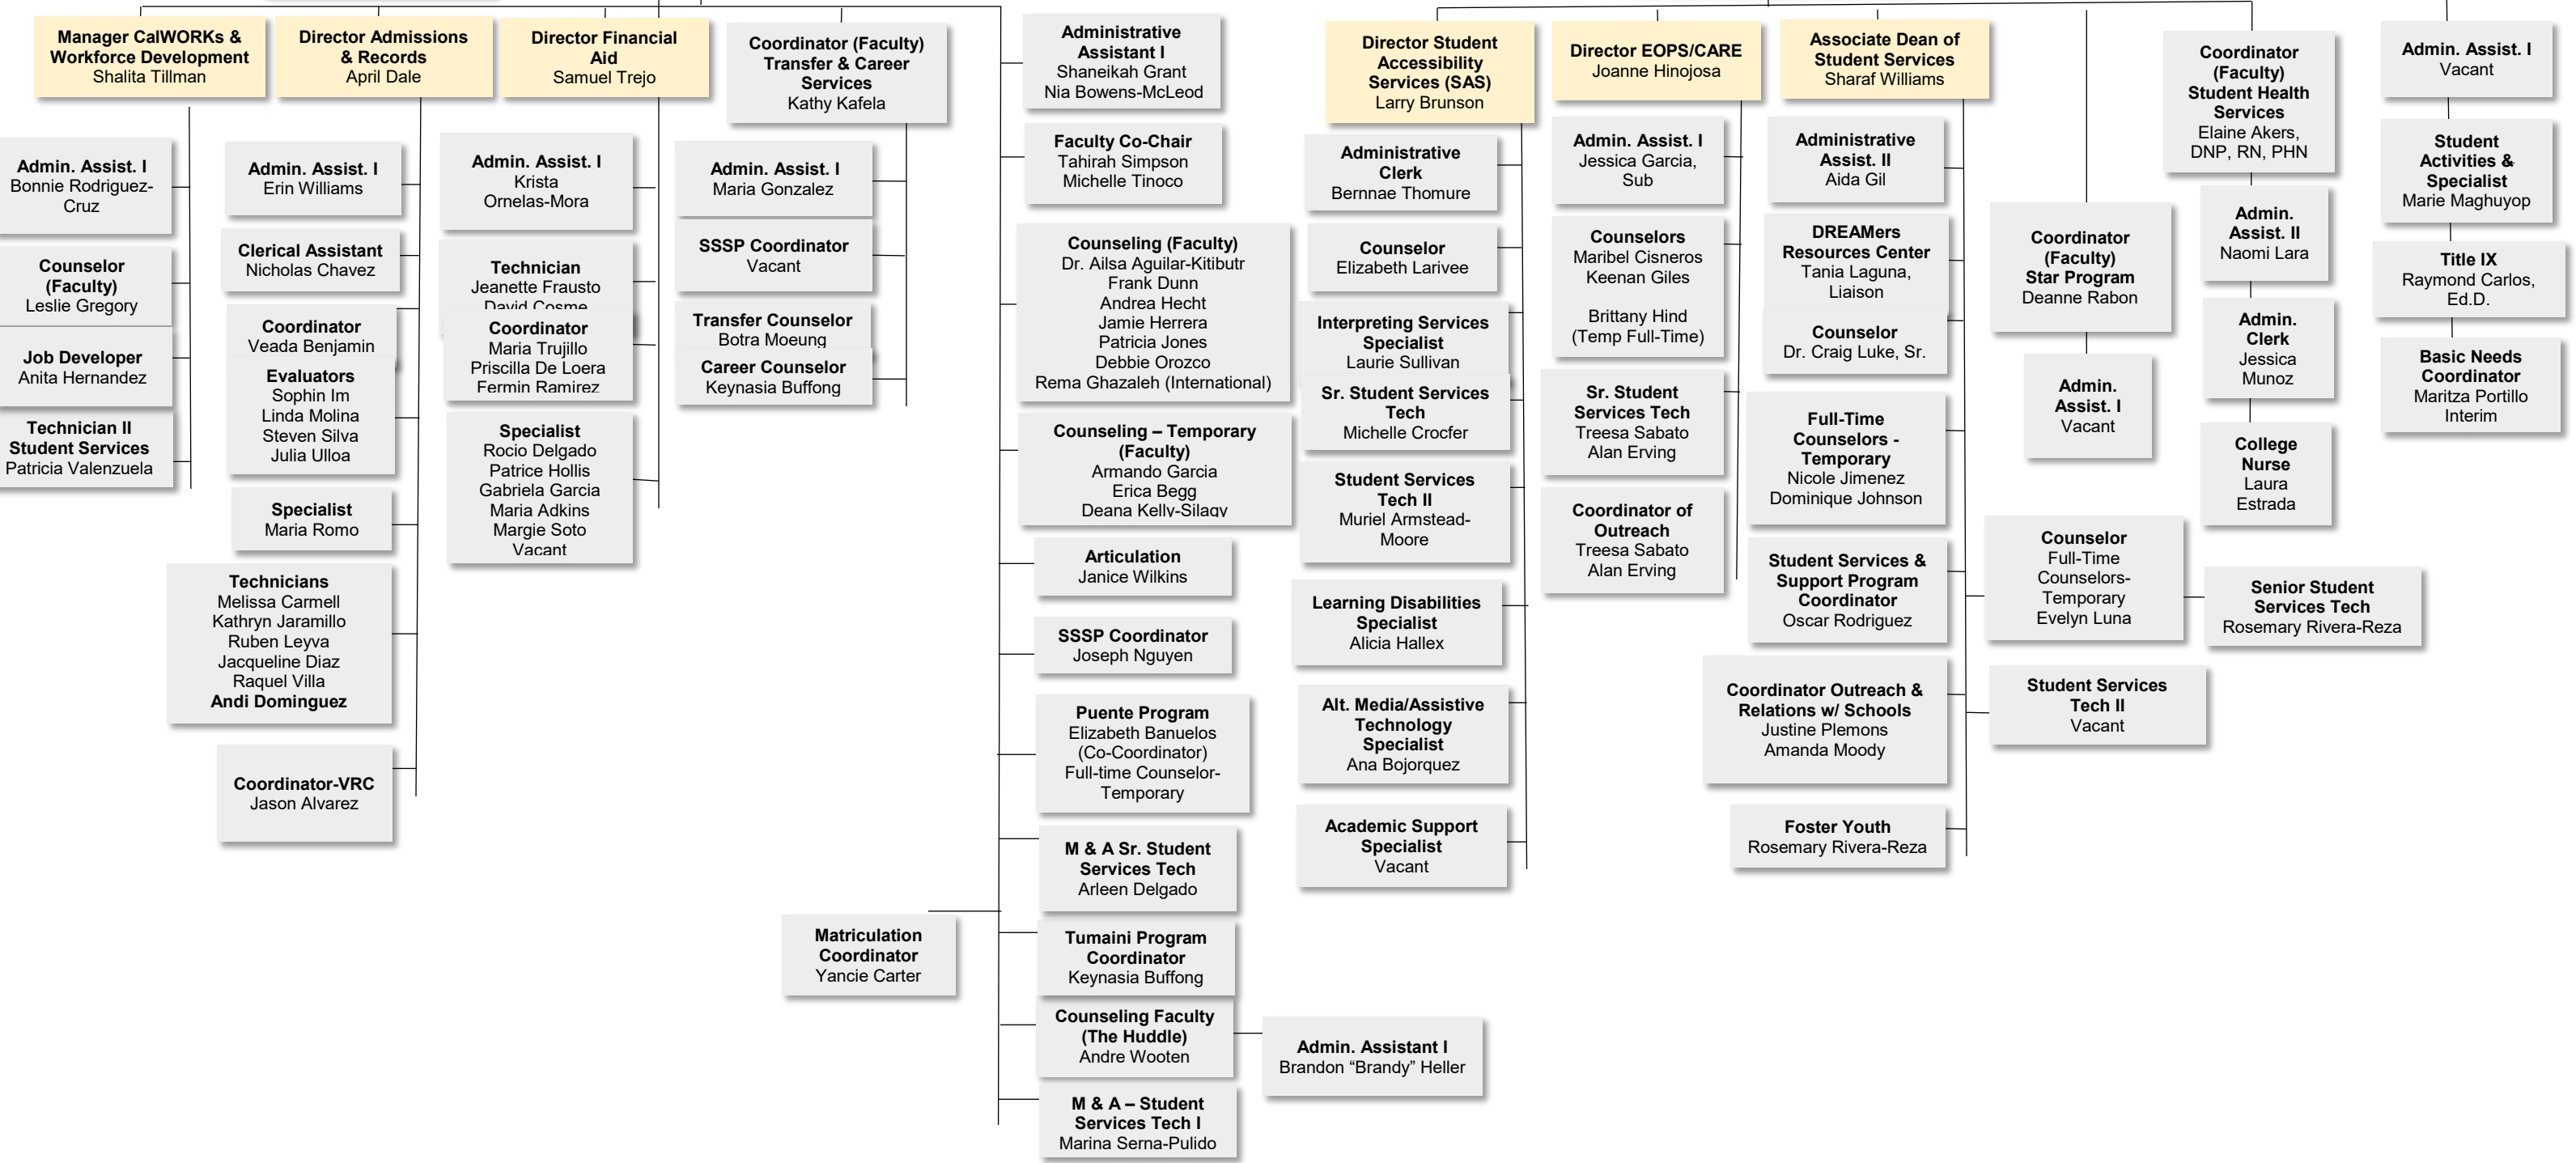 Manager CalWORKs &
Workforce Development
Shalita Tillman
Admin. Assist. I
Bonnie Rodriguez-
Cruz
Counselor
(Faculty)
Leslie Gregory
Job Developer
Anita Hernandez
Technician II
Student Services
Patricia Valenzuela
Director Admissions
& Records
April Dale
Admin. Assist. I
Erin Williams
Clerical Assistant
Nicholas Chavez
Coordinator
Veada Benjamin
Evaluators
Sophin Im
Linda Molina
Steven Silva
Julia Ulloa
Specialist
Maria Romo
Technicians
Melissa Carmell
Kathryn Jaramillo
Ruben Leyva
Jacqueline Diaz
Raquel Villa
Andi Dominguez
Coordinator-VRC
Jason Alvarez
Director Financial
Aid
Samuel Trejo
Admin. Assist. I
Krista
Ornelas-Mora
Technician
Jeanette Frausto
David Cosme
Coordinator
Maria Trujillo
Priscilla De Loera
Fermin Ramirez
Specialist
Rocio Delgado
Patrice Hollis
Gabriela Garcia
Maria Adkins
Margie Soto
Vacant
Coordinator (Faculty)
Transfer & Career
Services
Kathy Kafela
Admin. Assist. I
Maria Gonzalez
SSSP Coordinator
Vacant
Transfer Counselor
Botra Moeung
Career Counselor
Keynasia Buffong
Matriculation
Coordinator
Yancie Carter
Administrative
Assistant I
Shaneikah Grant
Nia Bowens-McLeod
Faculty Co-Chair
Tahirah Simpson
Michelle Tinoco
Counseling (Faculty)
Dr. Ailsa Aguilar-Kitibutr
Frank Dunn
Andrea Hecht
Jamie Herrera
Patricia Jones
Debbie Orozco
Rema Ghazaleh (International)
Counseling – Temporary
(Faculty)
Armando Garcia
Erica Begg
Deana Kelly-Silagy
Articulation
Janice Wilkins
SSSP Coordinator
Joseph Nguyen
Puente Program
Elizabeth Banuelos
(Co-Coordinator)
Full-time Counselor-
Temporary
M & A Sr. Student
Services Tech
Arleen Delgado
Tumaini Program
Coordinator
Keynasia Buffong
Counseling Faculty
(The Huddle)
Andre Wooten
Admin. Assistant I
Brandon “Brandy” Heller
M & A – Student
Services Tech I
Marina Serna-Pulido
Director Student
Accessibility
Services (SAS)
Larry Brunson
Administrative
Clerk
Bernnae Thomure
Counselor
Elizabeth Larivee
Interpreting Services
Specialist
Laurie Sullivan
Sr. Student Services
Tech
Michelle Crocfer
Student Services
Tech II
Muriel Armstead-
Moore
Learning Disabilities
Specialist
Alicia Hallex
Alt. Media/Assistive
Technology
Specialist
Ana Bojorquez
Academic Support
Specialist
Vacant
Director EOPS/CARE
Joanne Hinojosa
Admin. Assist. I
Jessica Garcia,
Sub
Counselors
Maribel Cisneros
Keenan Giles
Brittany Hind
(Temp Full-Time)
Sr. Student
Services Tech
Treesa Sabato
Alan Erving
Coordinator of
Outreach
Treesa Sabato
Alan Erving
Associate Dean of
Student Services
Sharaf Williams
Administrative
Assist. II
Aida Gil
DREAMers
Resources Center
Tania Laguna,
Liaison
Counselor
Dr. Craig Luke, Sr.
Full-Time
Counselors -
Temporary
Nicole Jimenez
Dominique Johnson
Student Services &
Support Program
Coordinator
Oscar Rodriguez
Coordinator Outreach &
Relations w/ Schools
Justine Plemons
Amanda Moody
Foster Youth
Rosemary Rivera-Reza
Coordinator
(Faculty)
Star Program
Deanne Rabon
Admin.
Assist. I
Vacant
Counselor
Full-Time
Counselors-
Temporary
Evelyn Luna
Senior Student
Services Tech
Rosemary Rivera-Reza
Student Services
Tech II
Vacant
Coordinator
(Faculty)
Student Health
Services
Elaine Akers,
DNP, RN, PHN
Admin.
Assist. II
Naomi Lara
Admin.
Clerk
Jessica
Munoz
College
Nurse
Laura
Estrada
Admin. Assist. I
Vacant
Student
Activities &
Specialist
Marie Maghuyop
Title IX
Raymond Carlos,
Ed.D.
Basic Needs
Coordinator
Maritza Portillo
Interim